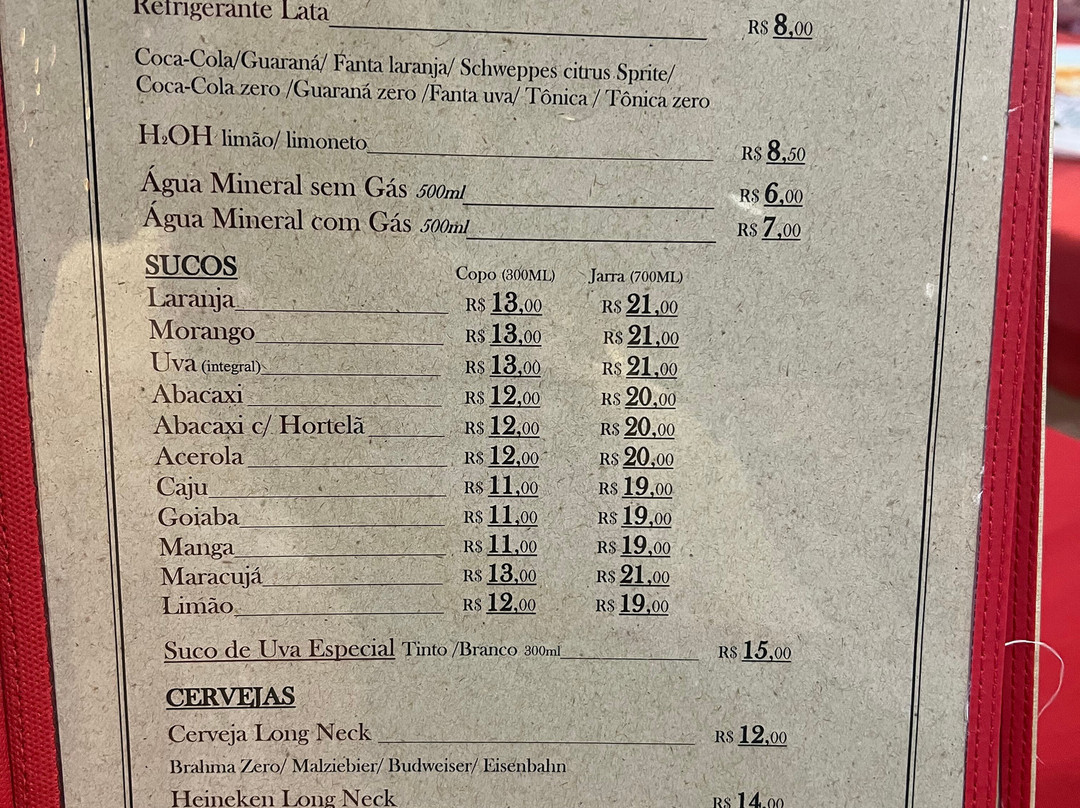 Refrigerante Lata R$ 8,00
Coca-Cola/Guaraná/ Fanta laranja/ Schweppes citrus Sprite/
Coca-Cola zero /Guaraná zero /Fanta uva/ Tônica / Tônica zero
H₂OH limão/ limoneto R$ 8,50
Água Mineral sem Gás 500ml R$ 6,00
Água Mineral com Gás 500ml R$ 7,00
SUCOS Copo (300ML) Jarra (700ML)
Laranja R$ 13,00 R$ 21,00
Morango R$ 13,00 R$ 21,00
Uva (integral) R$ 13,00 R$ 21,00
Abacaxi R$ 12,00 R$ 20,00
Abacaxi c/ Hortelã R$ 12,00 R$ 20,00
Acerola R$ 12,00 R$ 20,00
Caju R$ 11,00 R$ 19,00
Goiaba R$ 11,00 R$ 19,00
Manga R$ 11,00 R$ 19,00
Maracujá R$ 13,00 R$ 21,00
Limão R$ 12,00 R$ 19,00
Suco de Uva Especial Tinto /Branco 300ml R$ 15,00
CERVEJAS
Cerveja Long Neck R$ 12,00
Brahma Zero/ Malziebier/ Budweiser/ Eisenbahn
Heineken Long Neck R$ 14,00